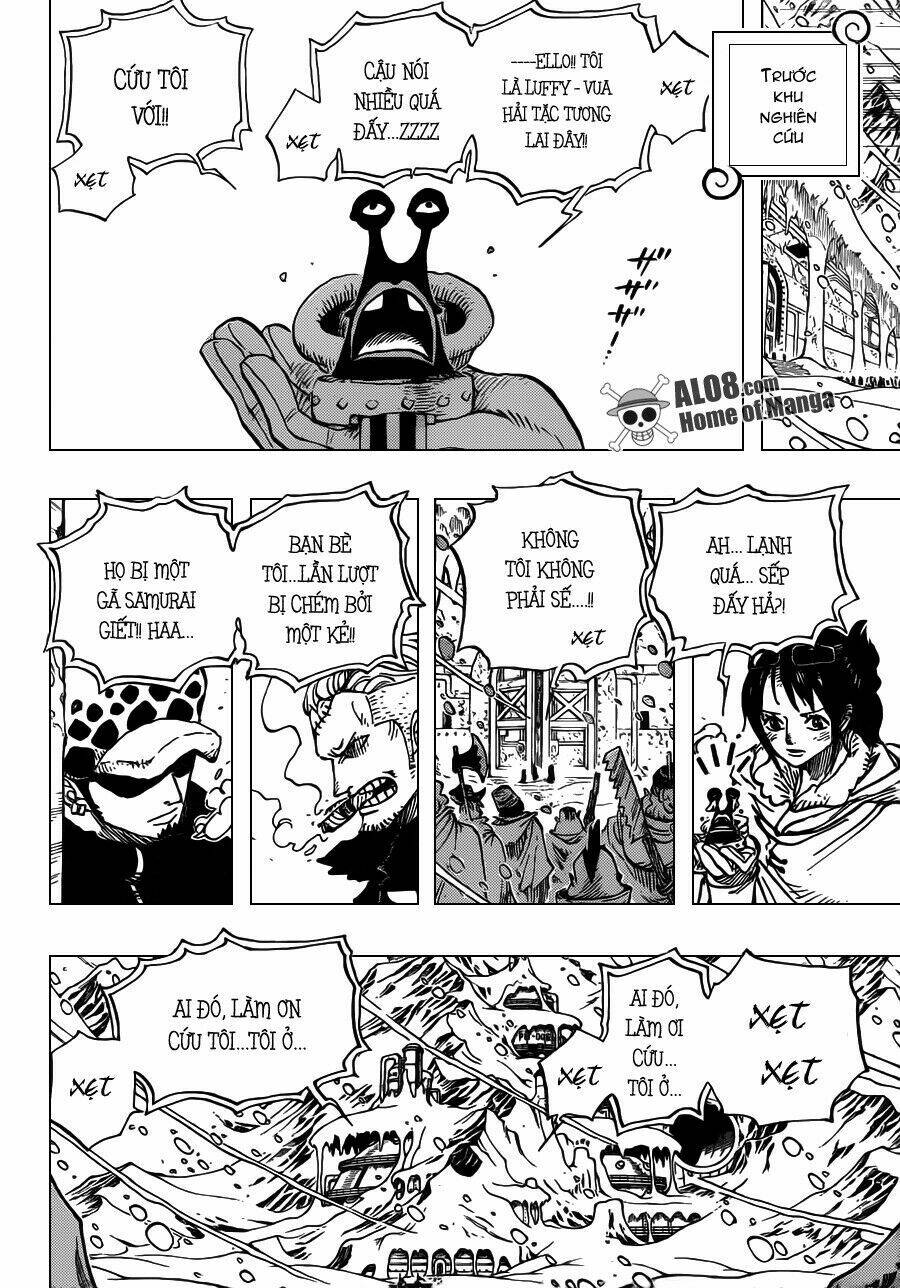 TRƯỚC
KHU
NGHIÊN
CỨU
----ELLO!! TÔI
LÀ LUFFY - VUA
HẢI TẶC TƯƠNG
LAI ĐÂY!!
XẸT
CẬU NÓI
NHIỀU QUÁ
ĐẤY...ZZZZ
XẸT
CỨU TÔI
VỚI!!
XẸT
ザザザ...!
AL08.com
Home of Manga
AH... LẠNH
QUÁ... SẾP
ĐẤY HẢ?!
KHÔNG
TÔI KHÔNG
PHẢI SẾ....!!
XẸT
BẠN BÈ
TÔI...LẦN LƯỢT
BỊ CHÉM BỞI
MỘT KẺ!!
HỌ BỊ MỘT
GÃ SAMURAI
GIẾT!! HAA...
XẸT
XẸT
AI ĐÓ,
LÀM ƠI
CỨU...
TÔI Ở...
XẸT
AI ĐÓ, LÀM ƠN
CỨU TÔI...TÔI Ở...
XẸT